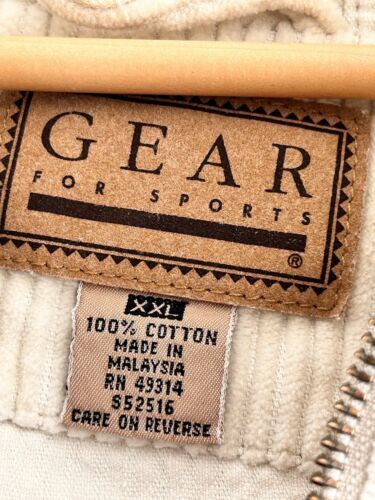 GEAR
FOR SPORTS
®
XXL
100% COTTON
MADE IN
MALAYSIA
RN 49314
S52516
CARE ON REVERSE